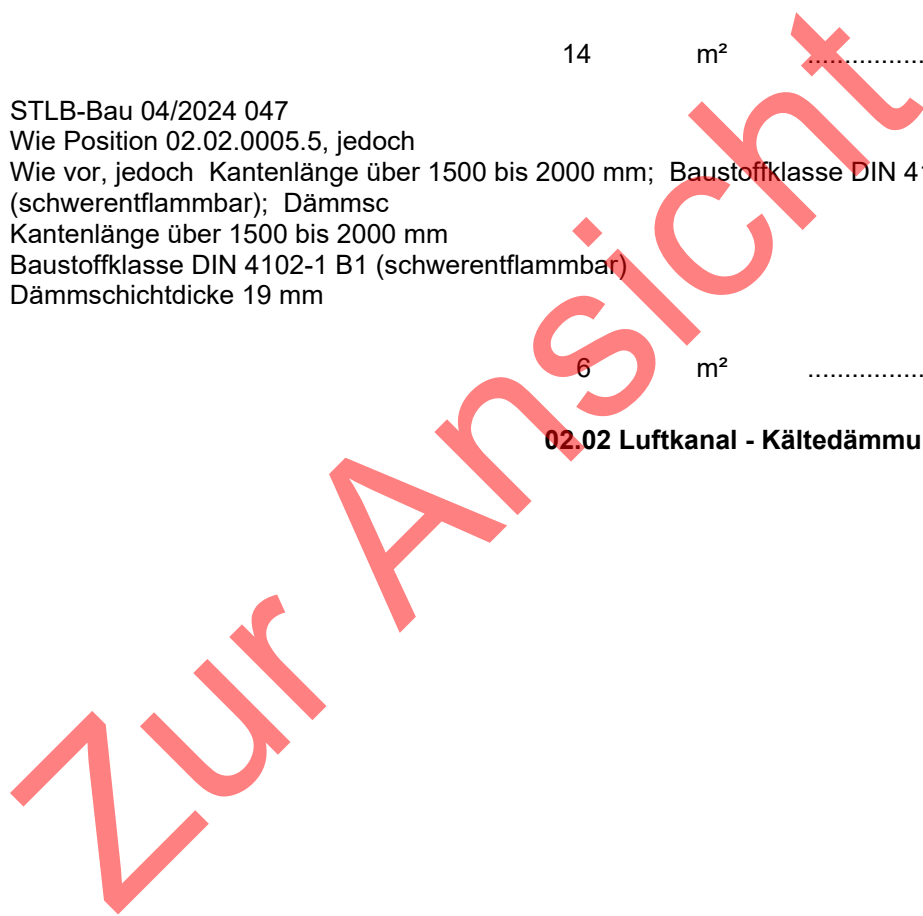 14 m² ................
STLB-Bau 04/2024 047
Wie Position 02.02.0005.5, jedoch
Wie vor, jedoch  Kantenlänge über 1500 bis 2000 mm;  Baustoffklasse DIN 41
(schwerentflammbar);  Dämmsc
Kantenlänge über 1500 bis 2000 mm
Baustoffklasse DIN 4102-1 B1 (schwerentflammbar)
Dämmschichtdicke 19 mm
6 m² ................
02.02 Luftkanal - Kältedämmu
Zur Ansicht